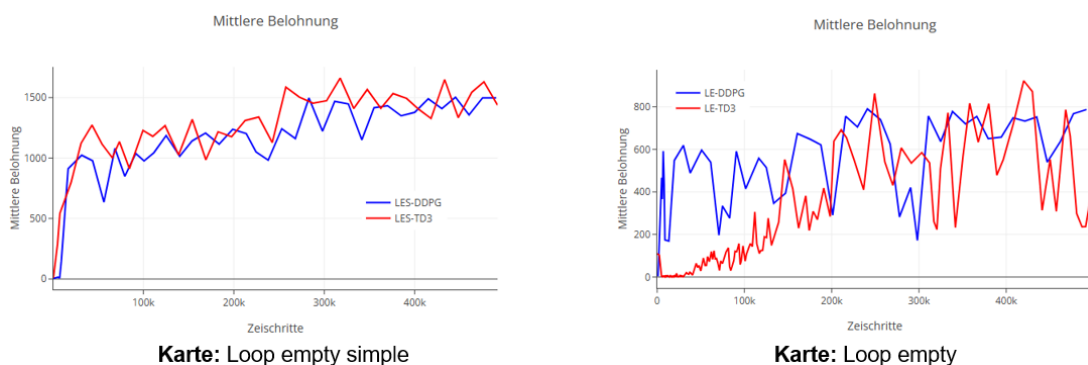 Mittlere Belohnung
Mittlere Belohnung
1500
1000
500
0
100k
200k
300k
400k
LES-DDPG
LES-TD3
Zeischritte
Karte: Loop empty simple
Mittlere Belohnung
Mittlere Belohnung
800
600
400
200
0
0
100k
200k
300k
400k
LE-DDPG
LE-TD3
Zeischritte
Karte: Loop empty